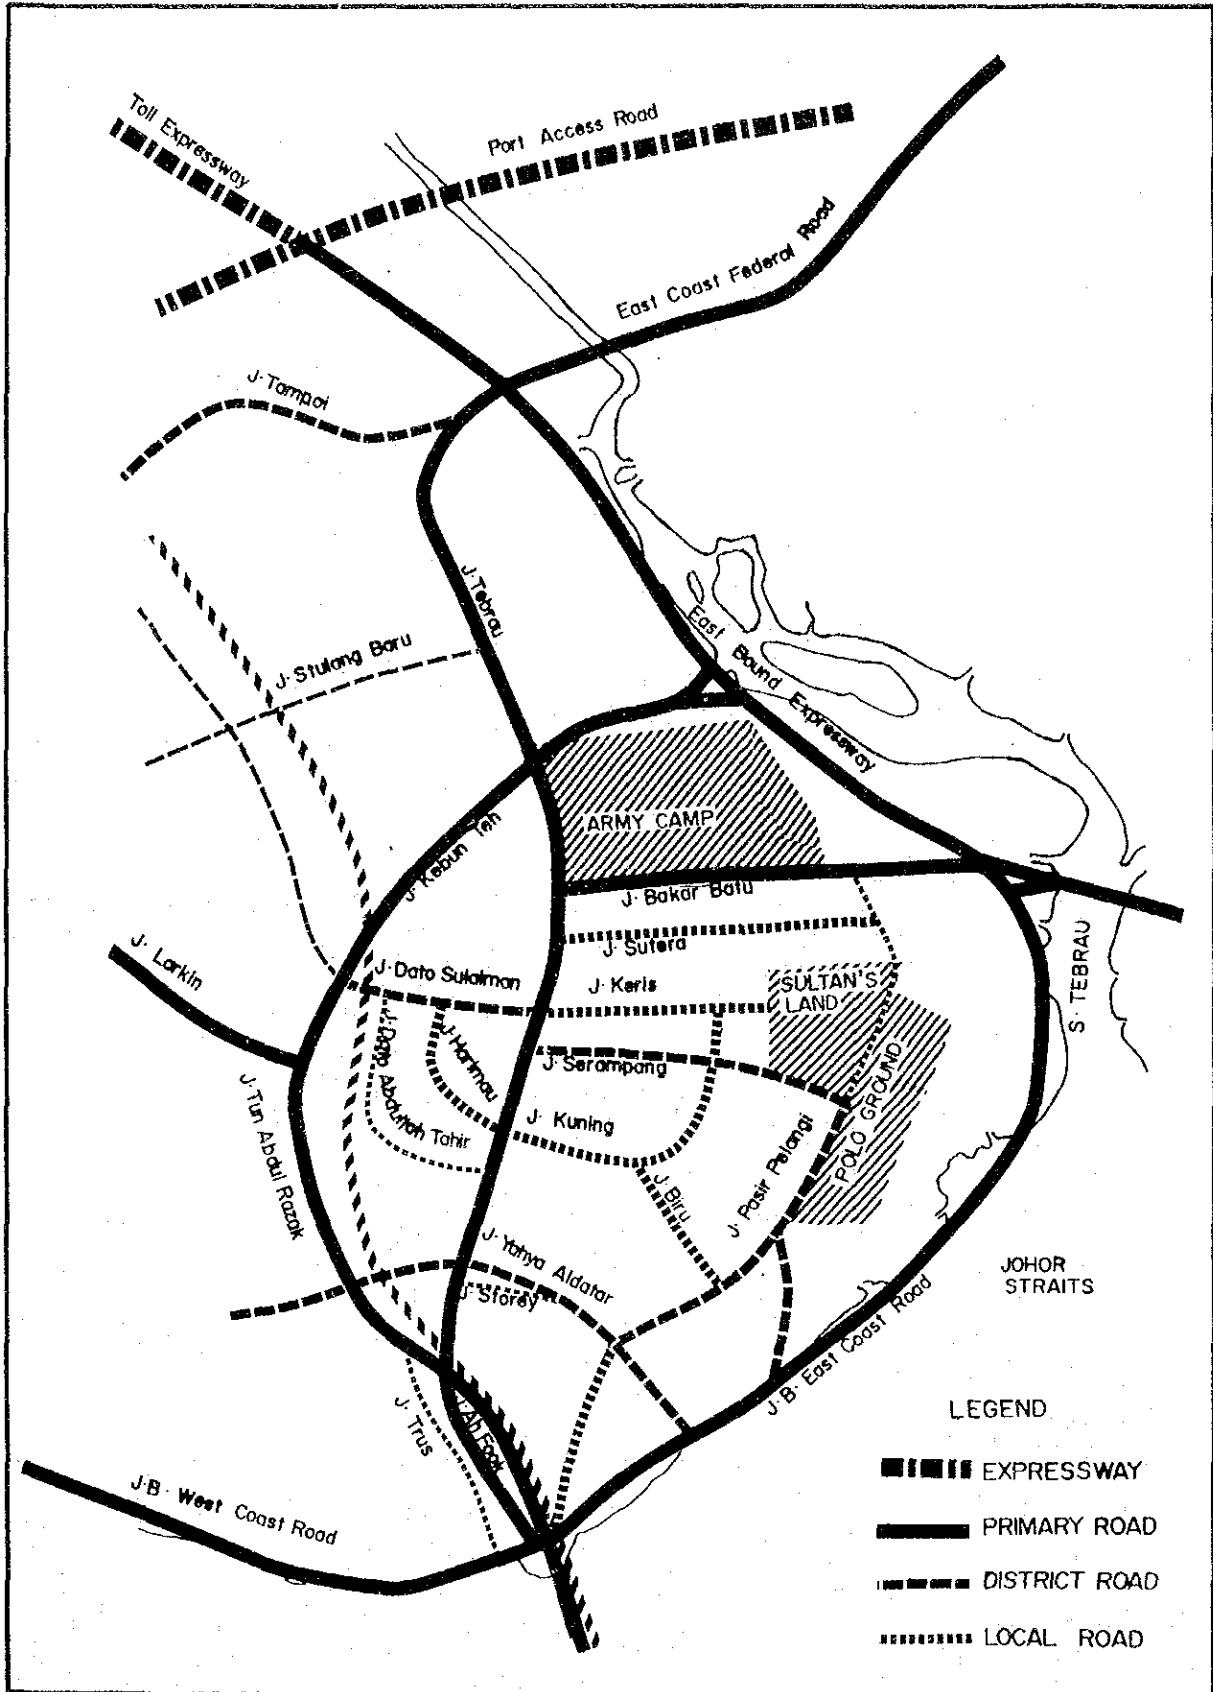 Toll Expressway
Port Access Road
East Coast Federal Road
J. Tampoi
J. Tebrau
J. Stulang Baru
East Bound Expressway
ARMY CAMP
J. Kebun Teh
J. Bakar Batu
J. Larkin
J. Sutera
J. Dato Sulaiman
J. Keris
SULTAN'S
LAND
S. TEBRAU
J. Dato Abdullah Tahir
J. Harimau
J. Serampang
J. Tun Abdul Razak
J. Kuning
POLO GROUND
J. Biru
J. Pasir Pelangi
J. Yahya Aldatar
J. Storey
JOHOR
STRAITS
J.B. East Coast Road
J. Trus
J. Ah Fook
J.B. West Coast Road
LEGEND
EXPRESSWAY
PRIMARY ROAD
DISTRICT ROAD
LOCAL ROAD